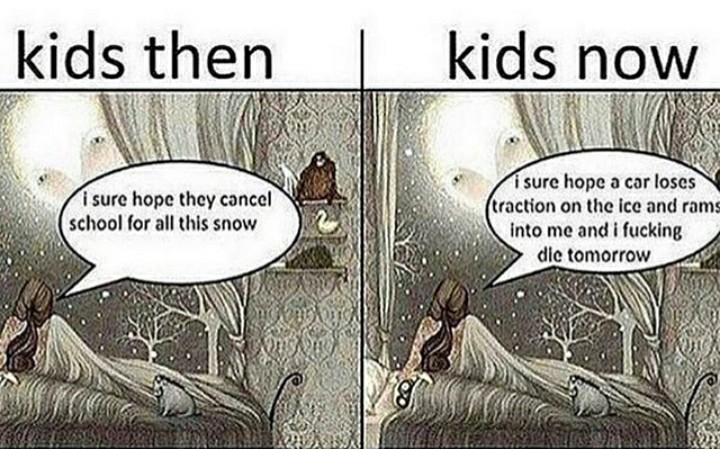 kids then
kids now
i sure hope they cancel
school for all this snow
i sure hope a car loses
traction on the ice and rams
into me and i fucking
die tomorrow